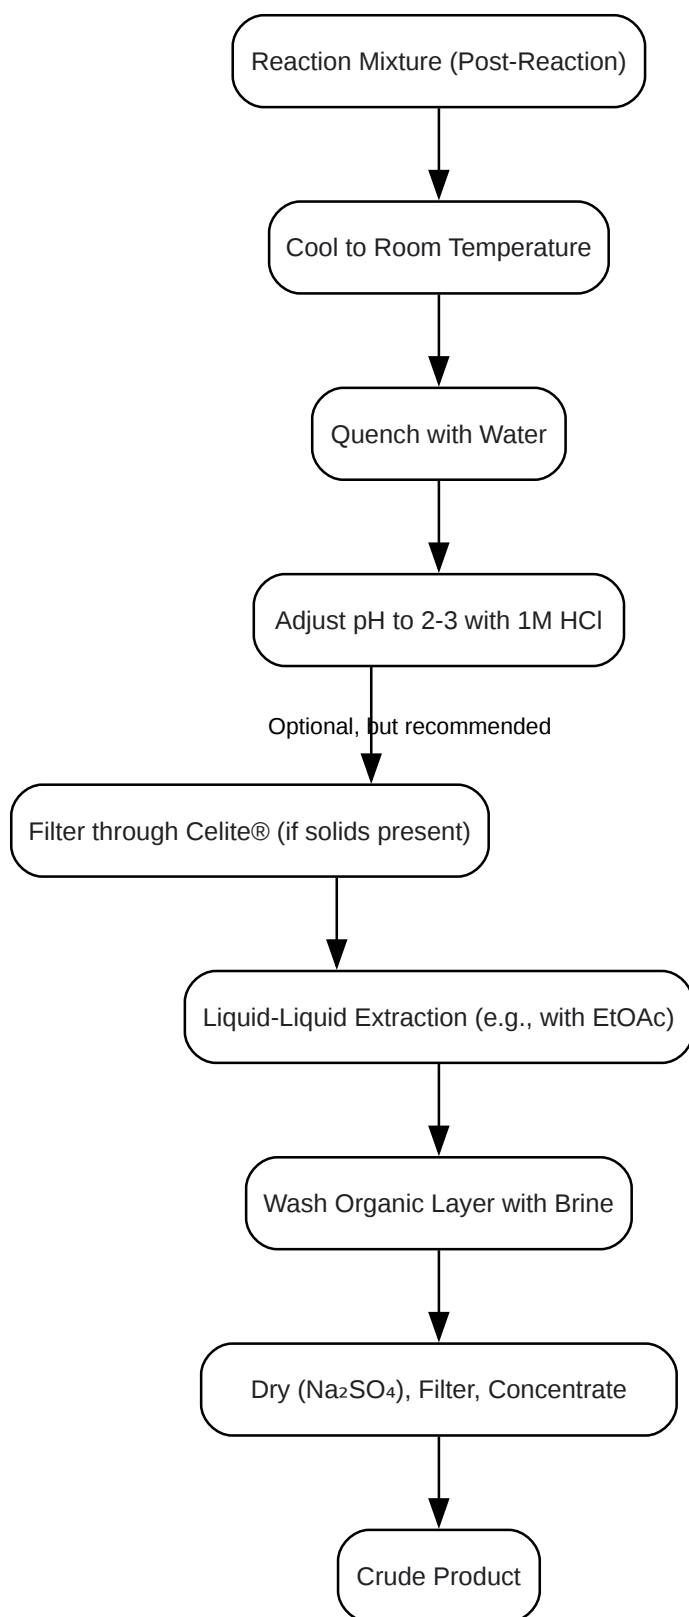 Reaction Mixture (Post-Reaction)
Cool to Room Temperature
Quench with Water
Adjust pH to 2-3 with 1M HCl
Optional, but recommended
Filter through Celite® (if solids present)
Liquid-Liquid Extraction (e.g., with EtOAc)
Wash Organic Layer with Brine
Dry (Na₂SO₄), Filter, Concentrate
Crude Product